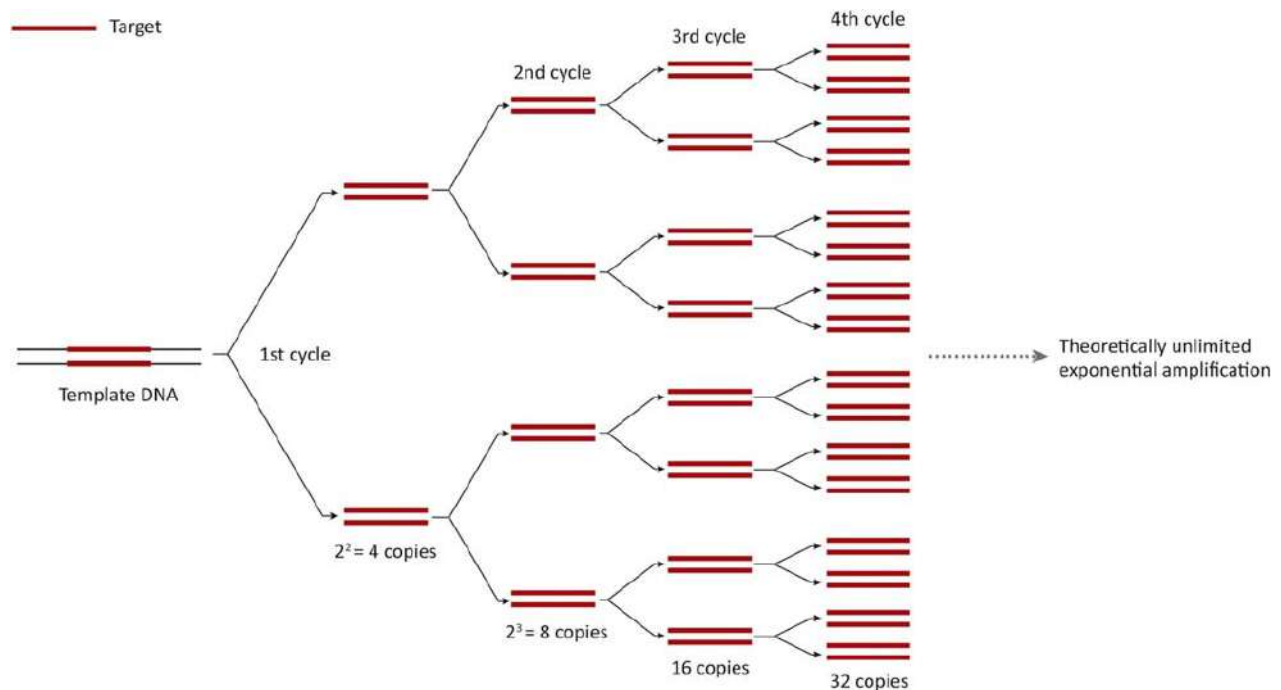 Target
4th cycle
3rd cycle
2nd cycle
1st cycle
Template DNA
Theoretically unlimited
exponential amplification
2² = 4 copies
2³ = 8 copies
16 copies
32 copies